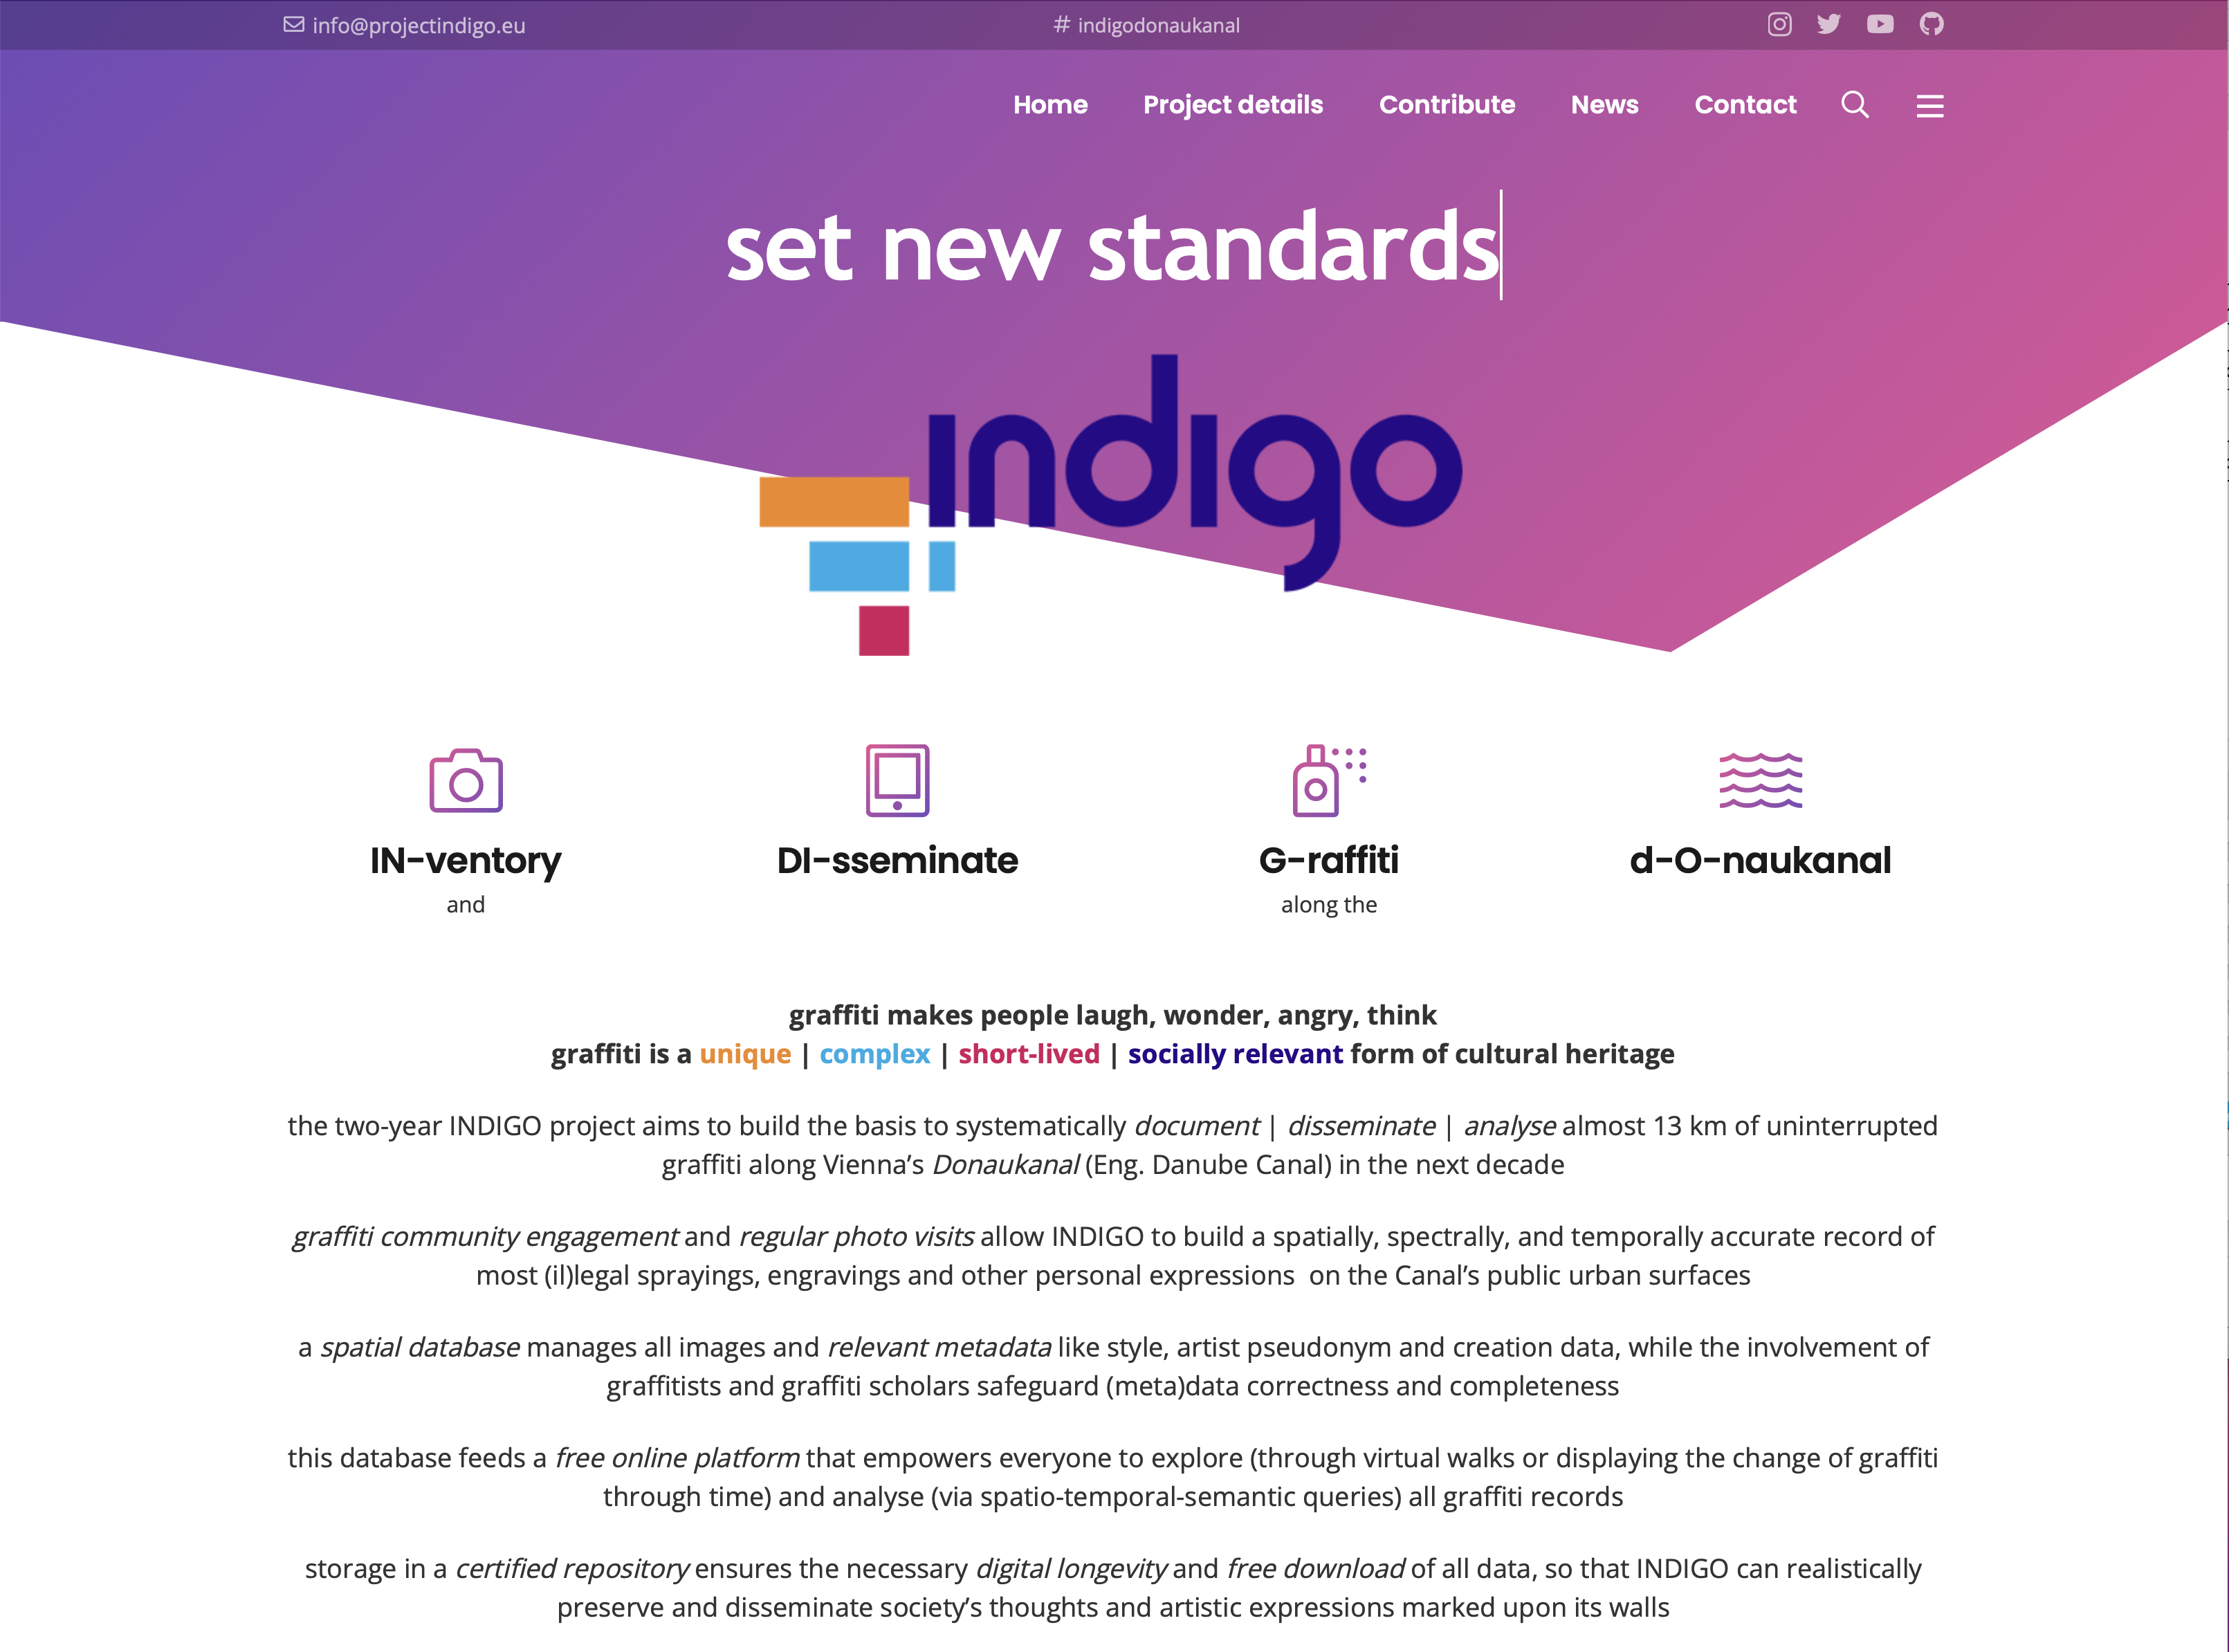 info@projectindigo.eu
# indigodonaukanal
Home Project details Contribute News Contact
set new standards
indigo
IN-ventory
and
DI-sseminate
G-raffiti
along the
d-O-naukanal
graffiti makes people laugh, wonder, angry, think
graffiti is a unique | complex | short-lived | socially relevant form of cultural heritage
the two-year INDIGO project aims to build the basis to systematically document | disseminate | analyse almost 13 km of uninterrupted
graffiti along Vienna’s Donaukanal (Eng. Danube Canal) in the next decade
graffiti community engagement and regular photo visits allow INDIGO to build a spatially, spectrally, and temporally accurate record of
most (il)legal sprayings, engravings and other personal expressions  on the Canal’s public urban surfaces
a spatial database manages all images and relevant metadata like style, artist pseudonym and creation data, while the involvement of
graffitists and graffiti scholars safeguard (meta)data correctness and completeness
this database feeds a free online platform that empowers everyone to explore (through virtual walks or displaying the change of graffiti
through time) and analyse (via spatio-temporal-semantic queries) all graffiti records
storage in a certified repository ensures the necessary digital longevity and free download of all data, so that INDIGO can realistically
preserve and disseminate society’s thoughts and artistic expressions marked upon its walls